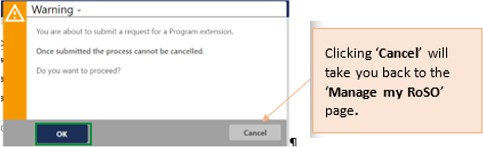 Warning -
You are about to submit a request for a Program extension.
Once submitted the process cannot be cancelled.
Do you want to proceed?
OK
Cancel
¶
Clicking ‘Cancel’ will
take you back to the
‘Manage my RoSO’
page.